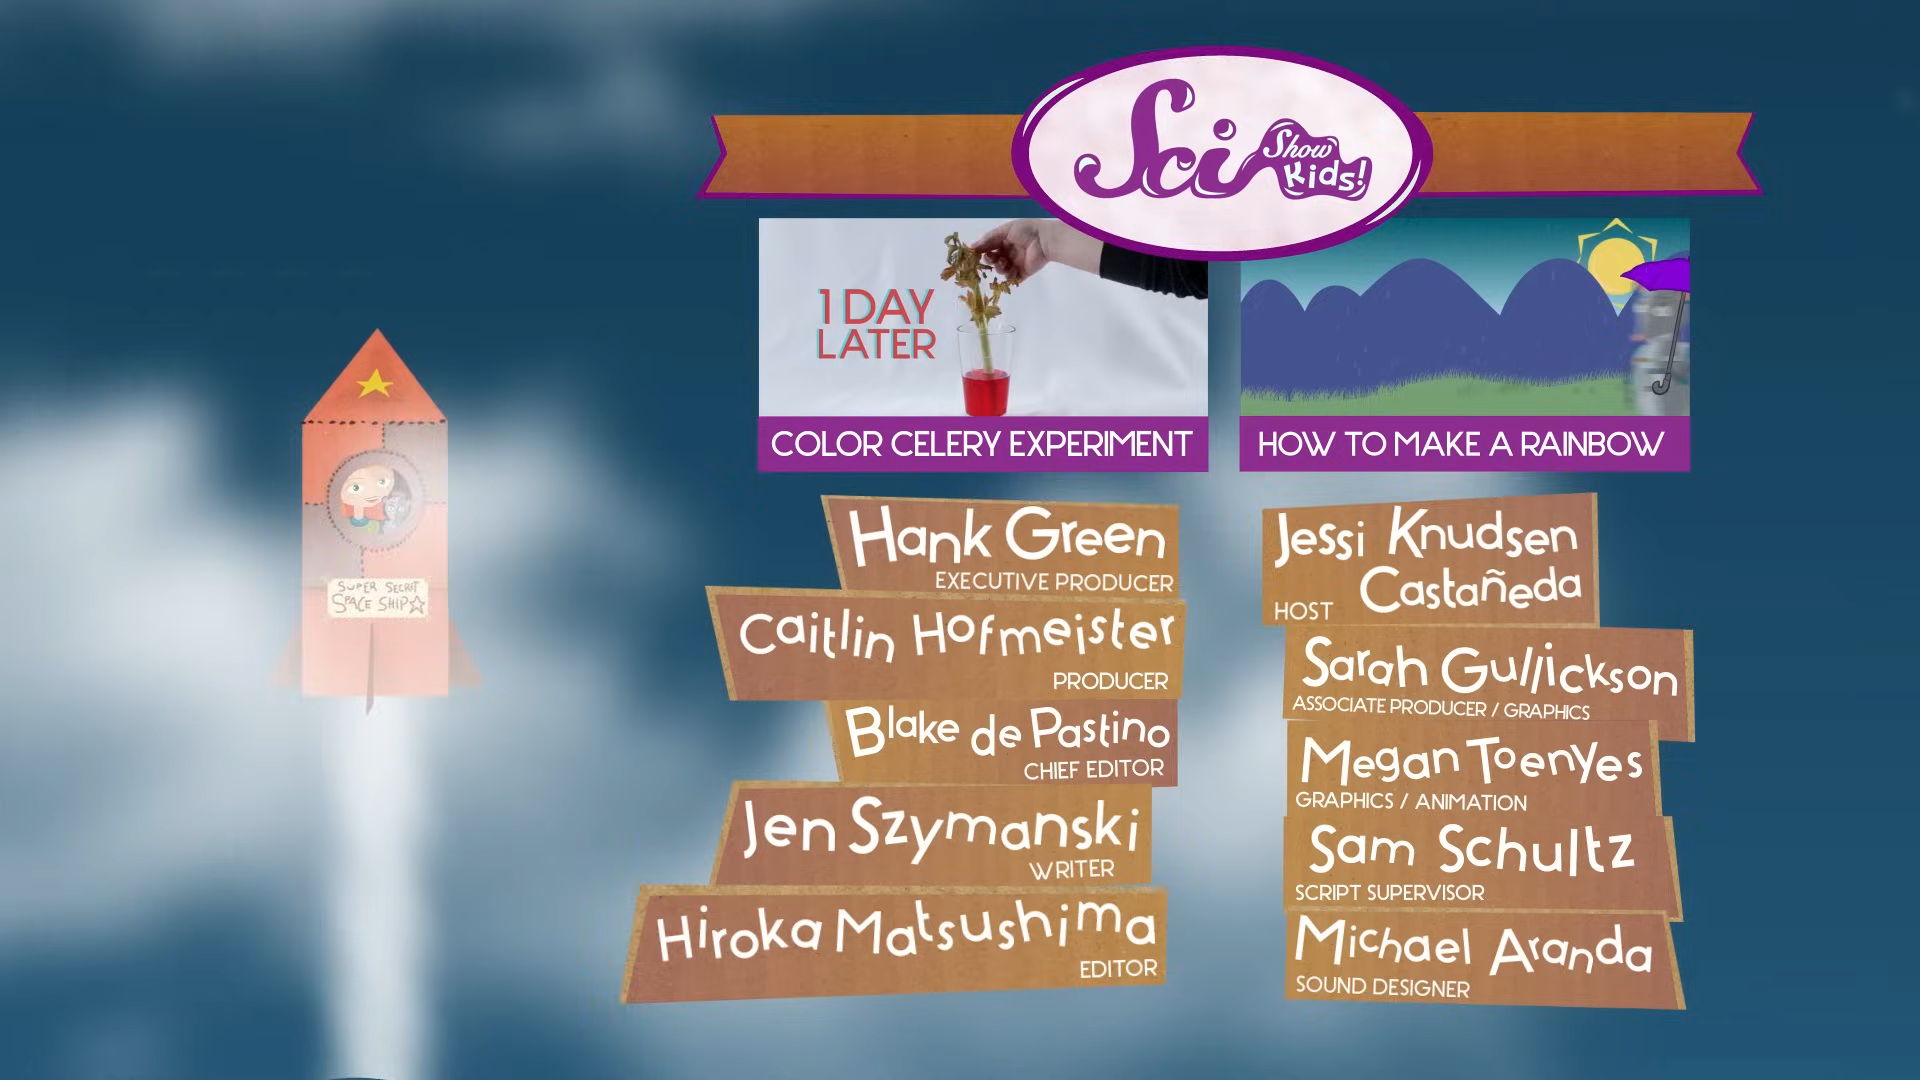 Sci Show
Kids!
1 DAY
LATER
COLOR CELERY EXPERIMENT
HOW TO MAKE A RAINBOW
SUPER SECRET
SPACE SHIP
Hank Green
EXECUTIVE PRODUCER
Caitlin Hofmeister
PRODUCER
Blake de Pastino
CHIEF EDITOR
Jen Szymanski
WRITER
Hiroka Matsushima
EDITOR
Jessi Knudsen
Castañeda
HOST
Sarah Gullickson
ASSOCIATE PRODUCER / GRAPHICS
Megan Toenyes
GRAPHICS / ANIMATION
Sam Schultz
SCRIPT SUPERVISOR
Michael Aranda
SOUND DESIGNER